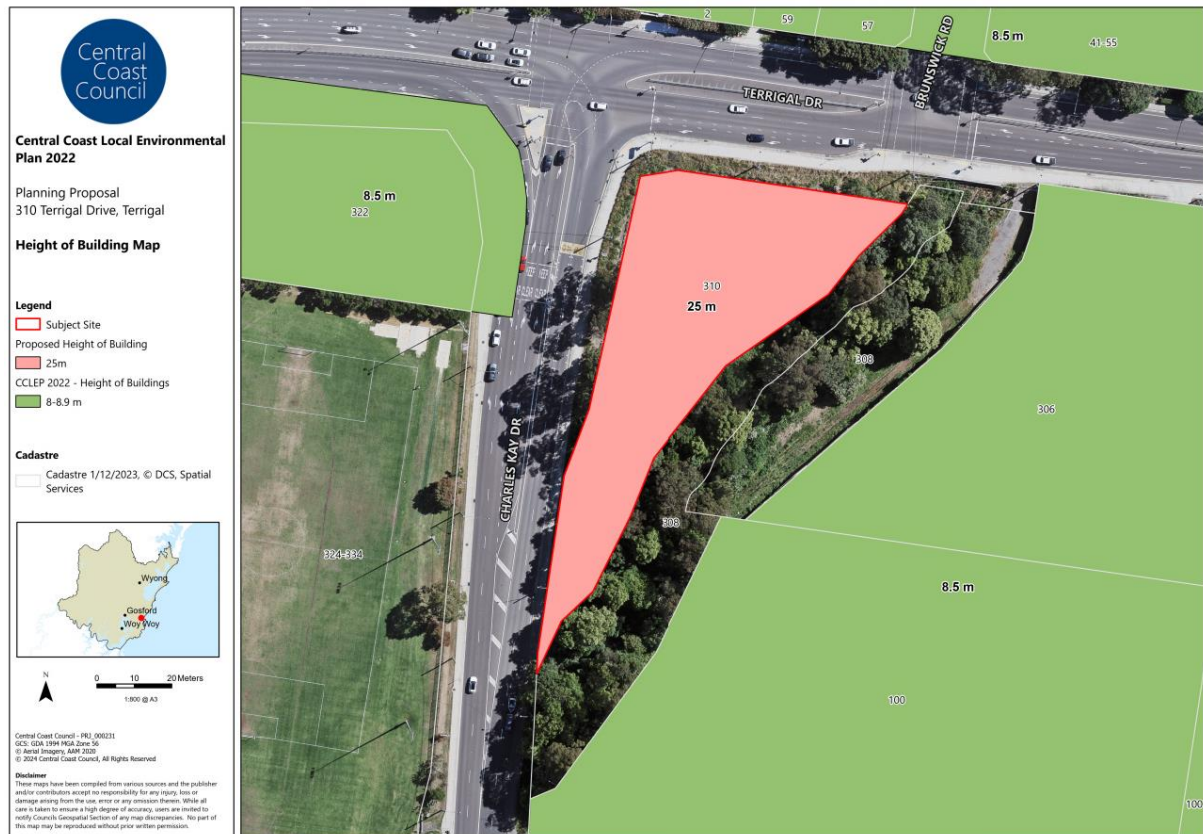 Central
Coast
Council
Central Coast Local Environmental
Plan 2022
Planning Proposal
310 Terrigal Drive, Terrigal
Height of Building Map
Legend
Subject Site
Proposed Height of Building
25m
CCLEP 2022 - Height of Buildings
8-8.9 m
Cadastre
Cadastre 1/12/2023, © DCS, Spatial
Services
Wyong
Gosford
Woy Woy
N
0 10 20 Meters
1:800 @ A3
Central Coast Council - PRJ_000231
GCS: GDA 1994 MGA Zone 56
© Aerial Imagery, AAM 2020
© 2024 Central Coast Council, All Rights Reserved
Disclaimer
These maps have been compiled from various sources and the publisher
and/or contributors accept no responsibility for any injury, loss or
damage arising from the use, error or any omission therein. While all
care is taken to ensure a high degree of accuracy, users are invited to
notify Councils Geospatial Section of any map discrepancies. No part of
this map may be reproduced without prior written permission.
2
59
57
BRUNSWICK RD
8.5 m
41-55
TERRIGAL DR
8.5 m
322
310
25 m
308
306
CHARLES KAY DR
324-334
308
8.5 m
100
100